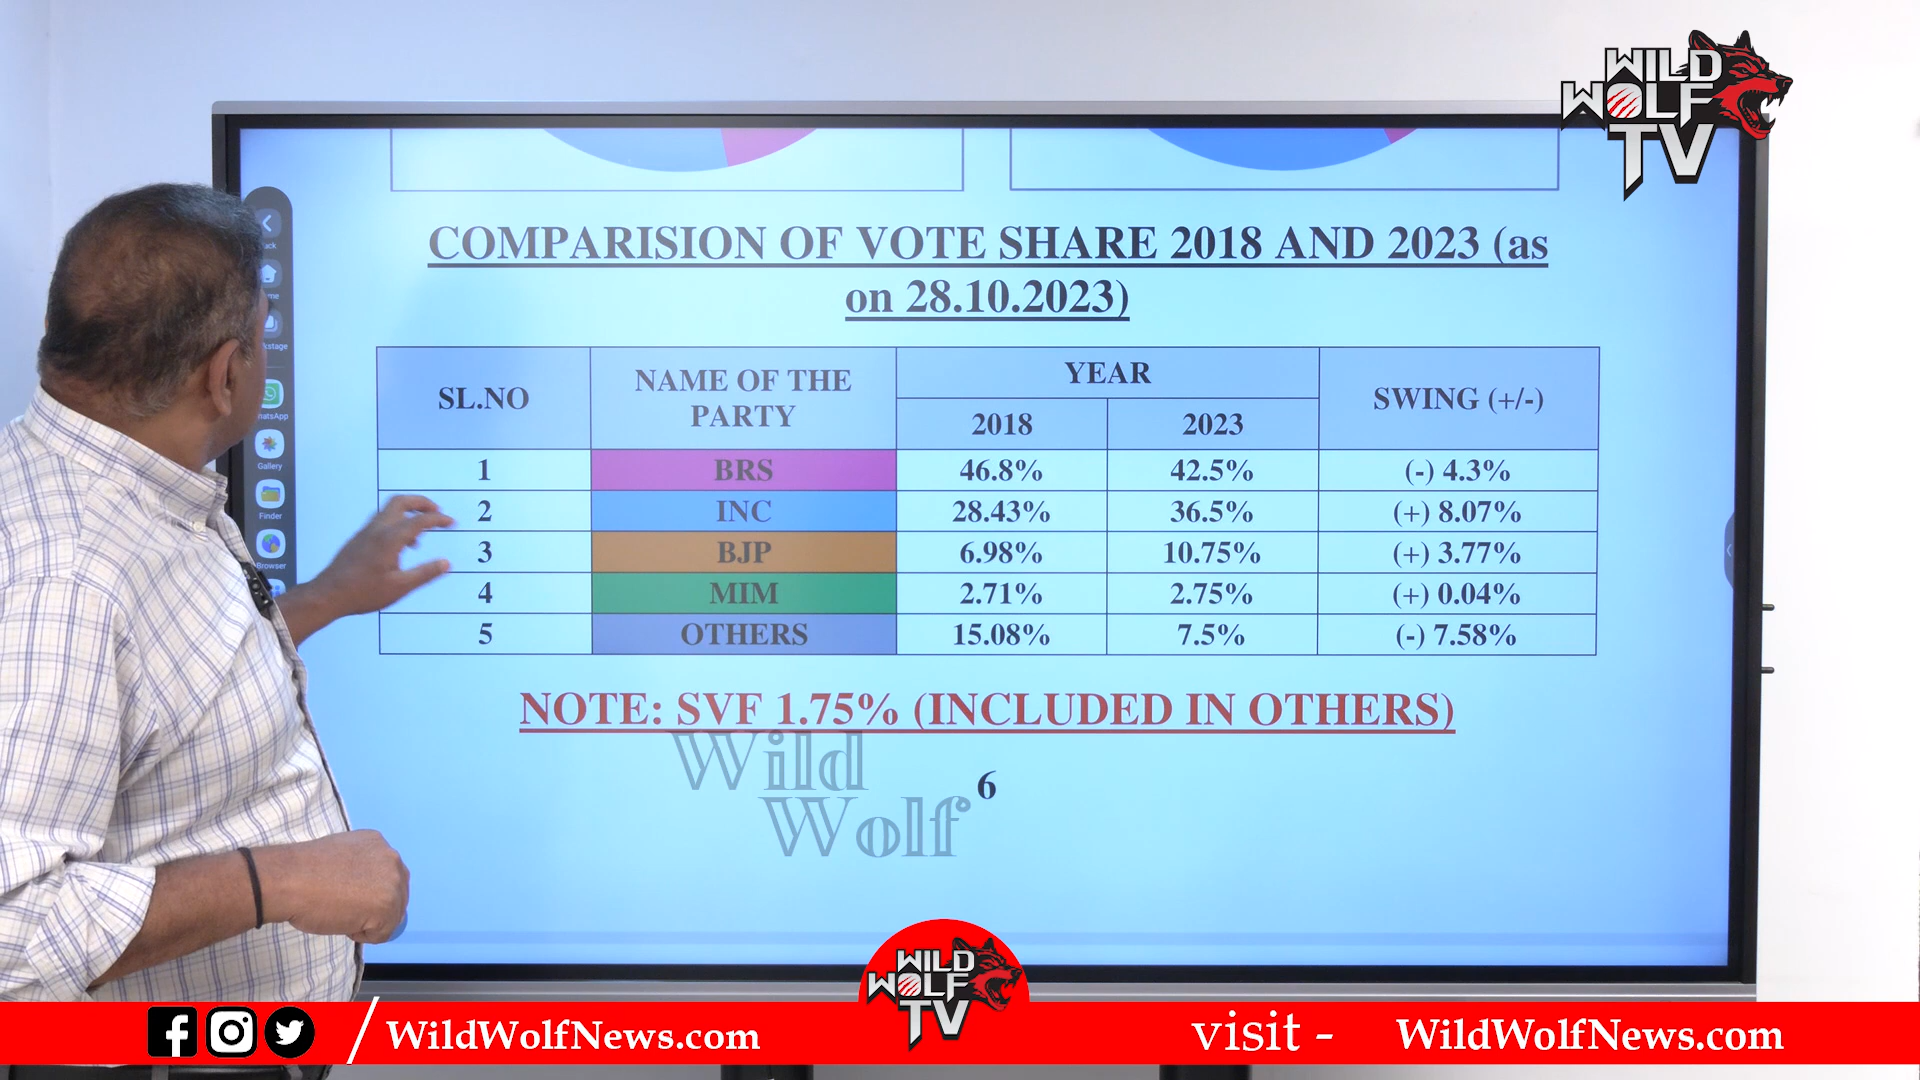 WILD
WOLF
TV
COMPARISION OF VOTE SHARE 2018 AND 2023 (as
on 28.10.2023)
SL.NO NAME OF THE PARTY YEAR SWING (+/-)
2018 2023
1 BRS 46.8% 42.5% (-) 4.3%
2 INC 28.43% 36.5% (+) 8.07%
3 BJP 6.98% 10.75% (+) 3.77%
4 MIM 2.71% 2.75% (+) 0.04%
5 OTHERS 15.08% 7.5% (-) 7.58%
NOTE: SVF 1.75% (INCLUDED IN OTHERS)
Wild
Wolf
6
Gallery
Finder
Browser
WILD
WOLF
TV
WildWolfNews.com
visit - WildWolfNews.com